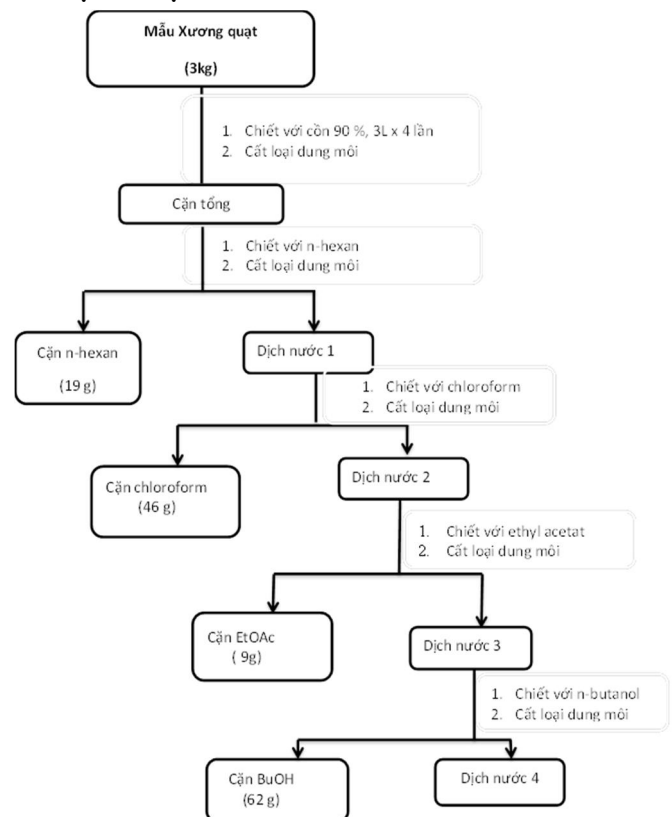 Mẫu Xương quạt
(3kg)
1. Chiết với cồn 90 %, 3L x 4 lần
2. Cất loại dung môi
Cặn tổng
1. Chiết với n-hexan
2. Cất loại dung môi
Cặn n-hexan
(19 g)
Dịch nước 1
1. Chiết với chloroform
2. Cất loại dung môi
Cặn chloroform
(46 g)
Dịch nước 2
1. Chiết với ethyl acetat
2. Cất loại dung môi
Cặn EtOAc
( 9g)
Dịch nước 3
1. Chiết với n-butanol
2. Cất loại dung môi
Cặn BuOH
(62 g)
Dịch nước 4